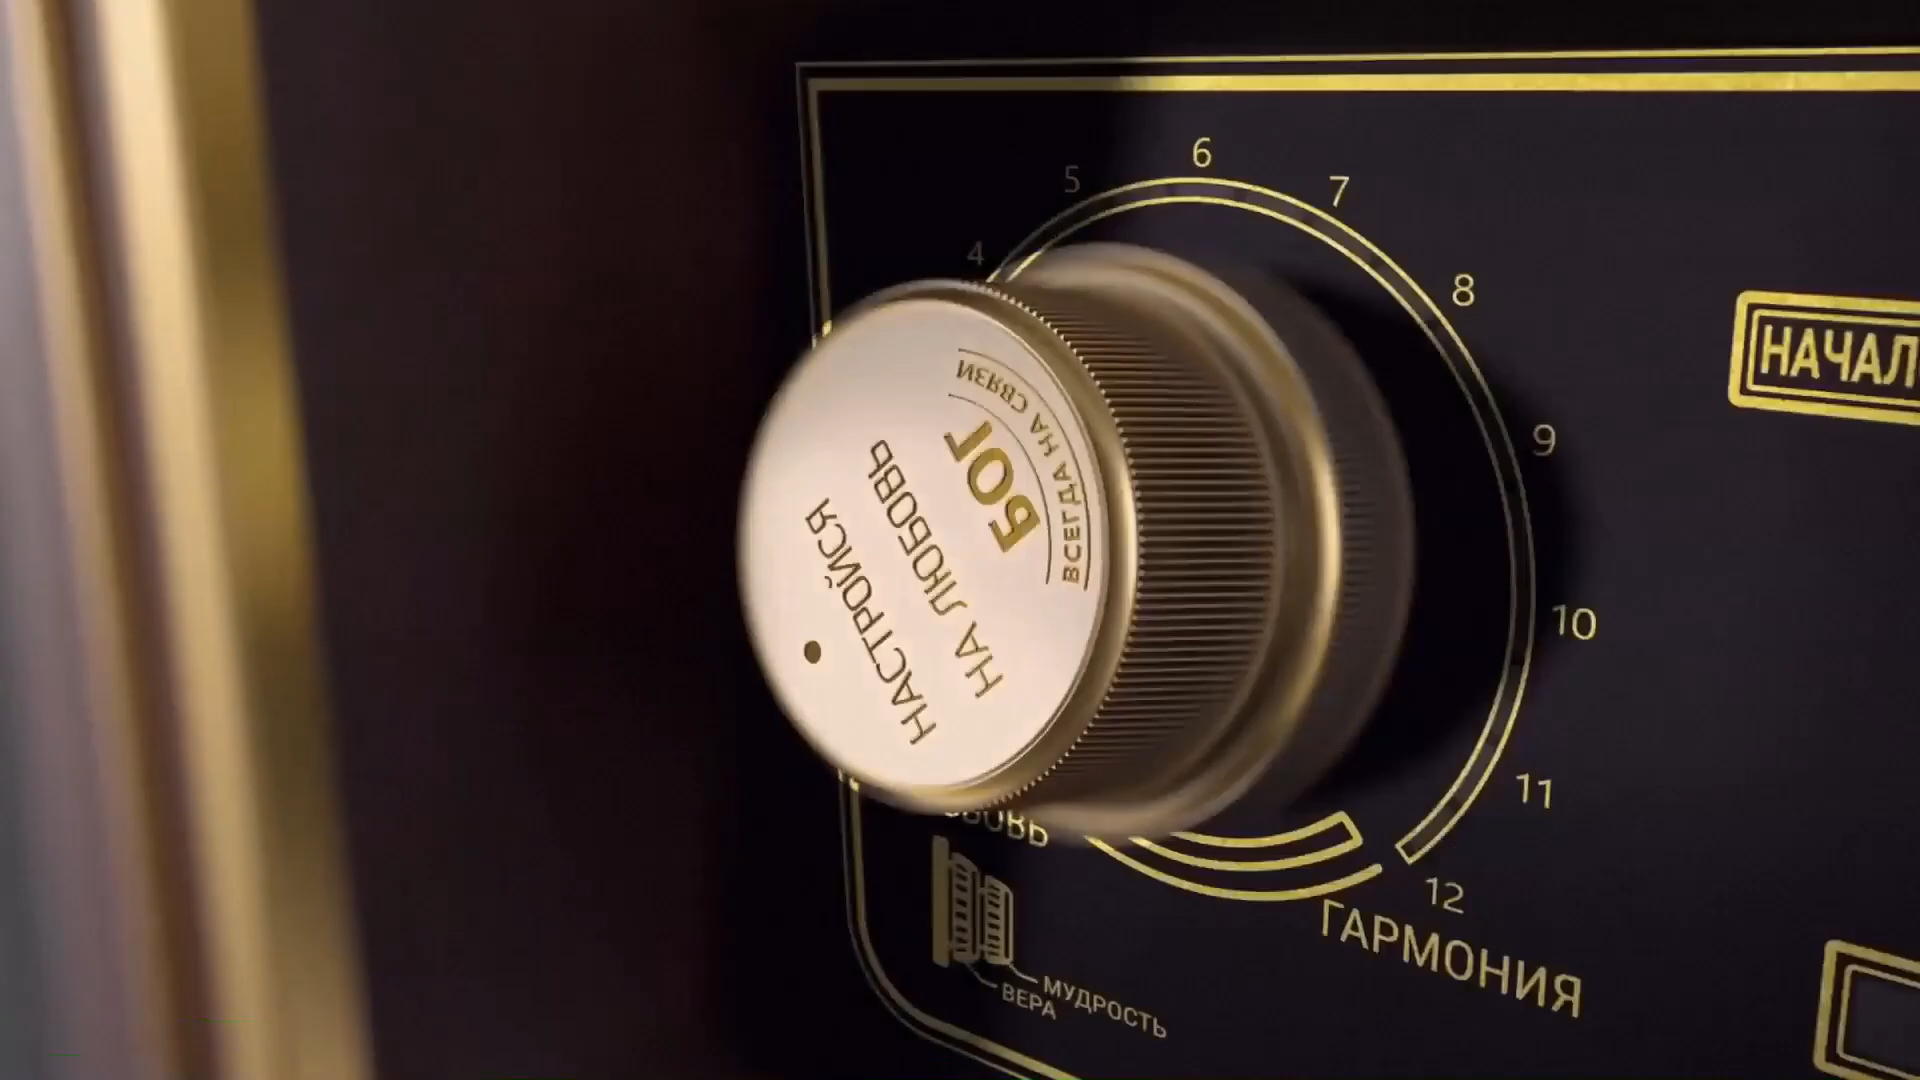 4
5
6
7
8
9
10
11
12
НАЧАЛ
ВСЕГДА НА СВЯЗИ
БОГ
НА ЛЮБОВЬ
НАСТРОЙСЯ
ГАРМОНИЯ
МУДРОСТЬ
ВЕРА